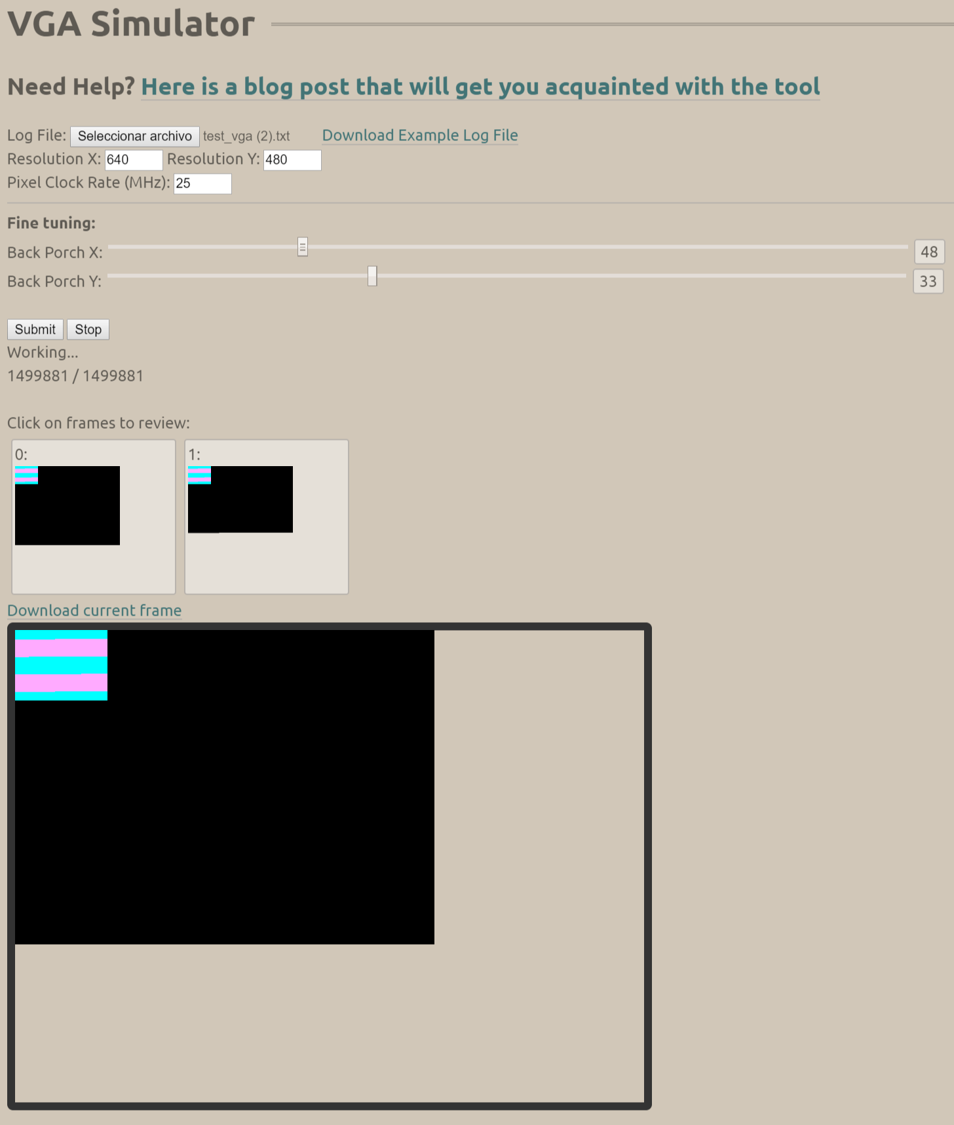 VGA Simulator
Need Help? Here is a blog post that will get you acquainted with the tool
Log File: Seleccionar archivo test_vga (2).txt Download Example Log File
Resolution X: 640 Resolution Y: 480
Pixel Clock Rate (MHz): 25
Fine tuning:
Back Porch X: 48
Back Porch Y: 33
Submit Stop
Working...
1499881 / 1499881
Click on frames to review:
0: 1:
Download current frame